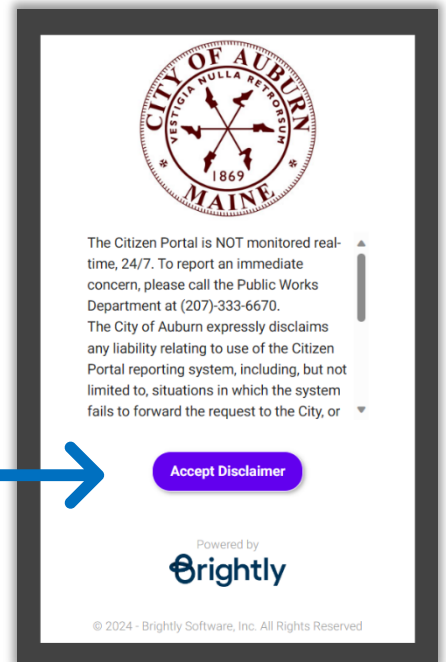 CITY OF AUBURN
VESTIGIA NULLA RETRORSUM
1869
MAINE
The Citizen Portal is NOT monitored real-
time, 24/7. To report an immediate
concern, please call the Public Works
Department at (207)-333-6670.
The City of Auburn expressly disclaims
any liability relating to use of the Citizen
Portal reporting system, including, but not
limited to, situations in which the system
fails to forward the request to the City, or
Accept Disclaimer
Powered by
Brightly
© 2024 - Brightly Software, Inc. All Rights Reserved